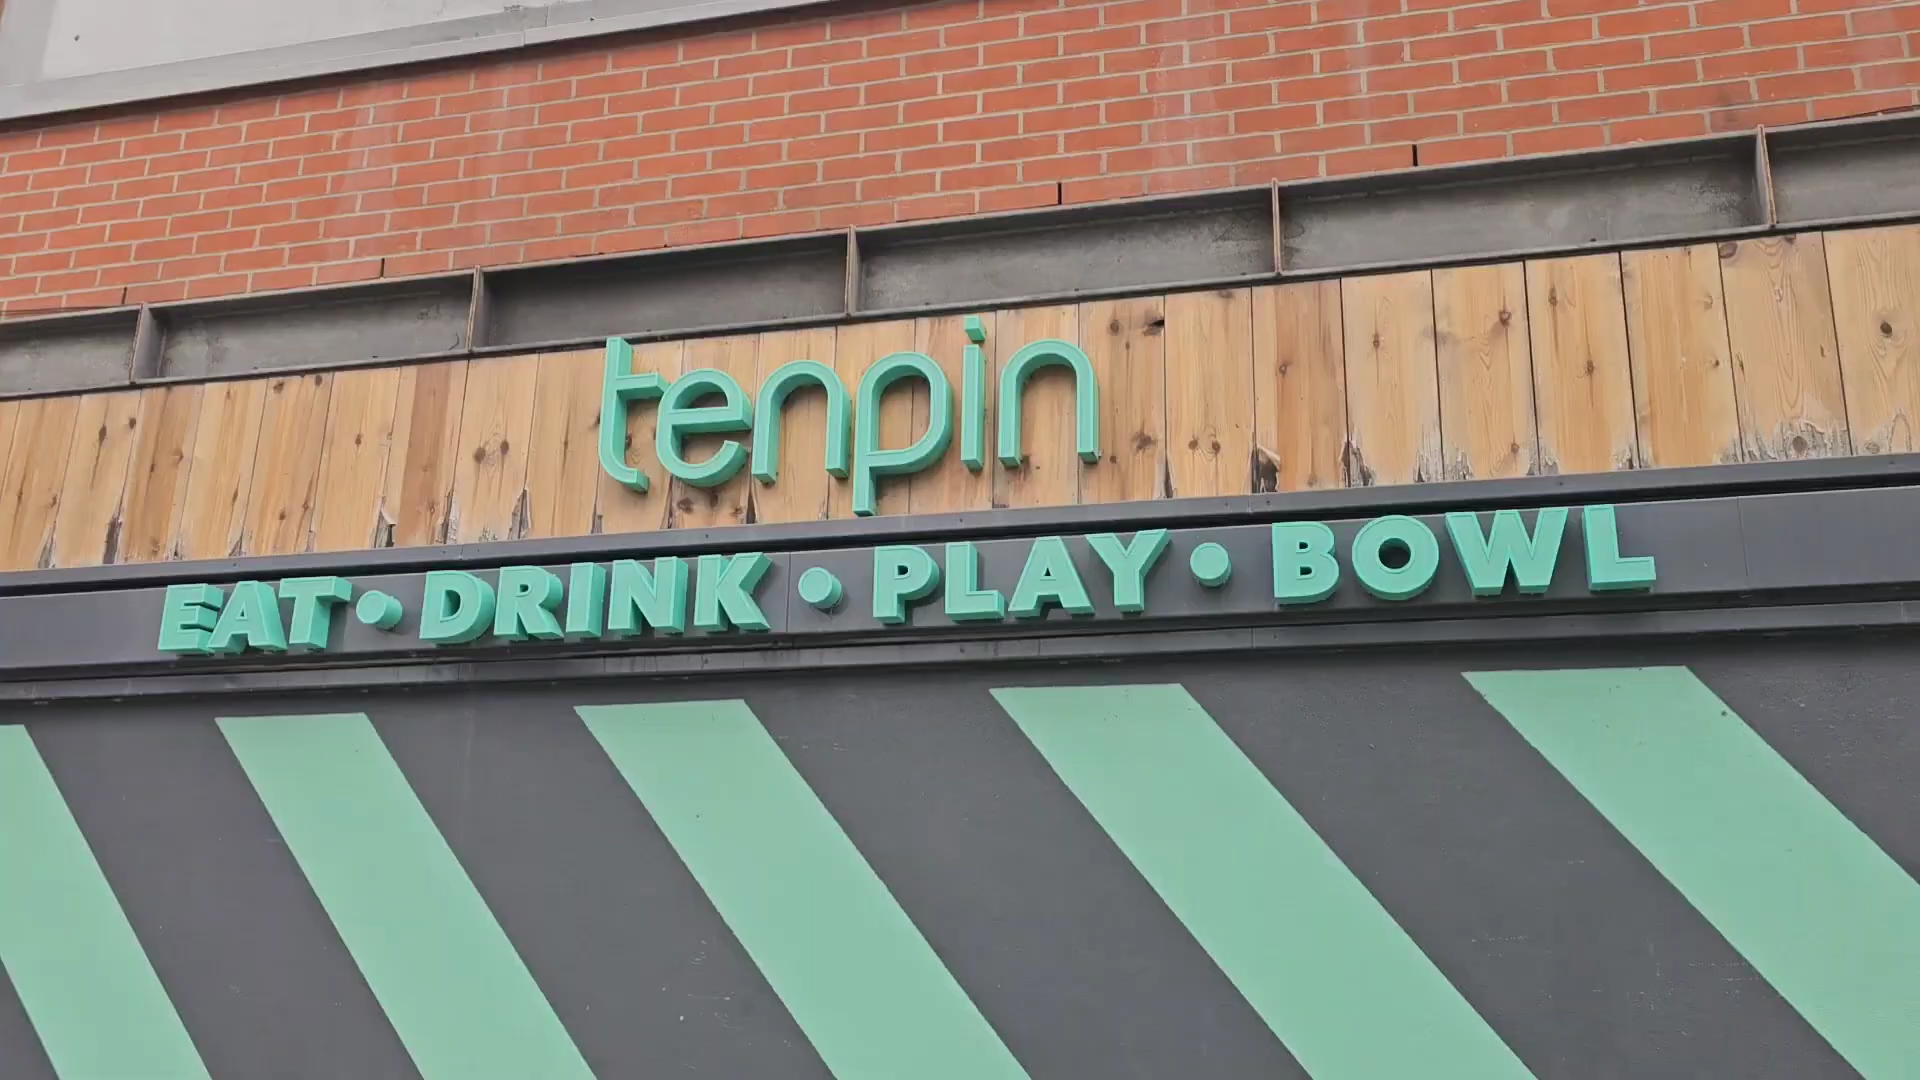 tenpin
EAT • DRINK • PLAY • BOWL